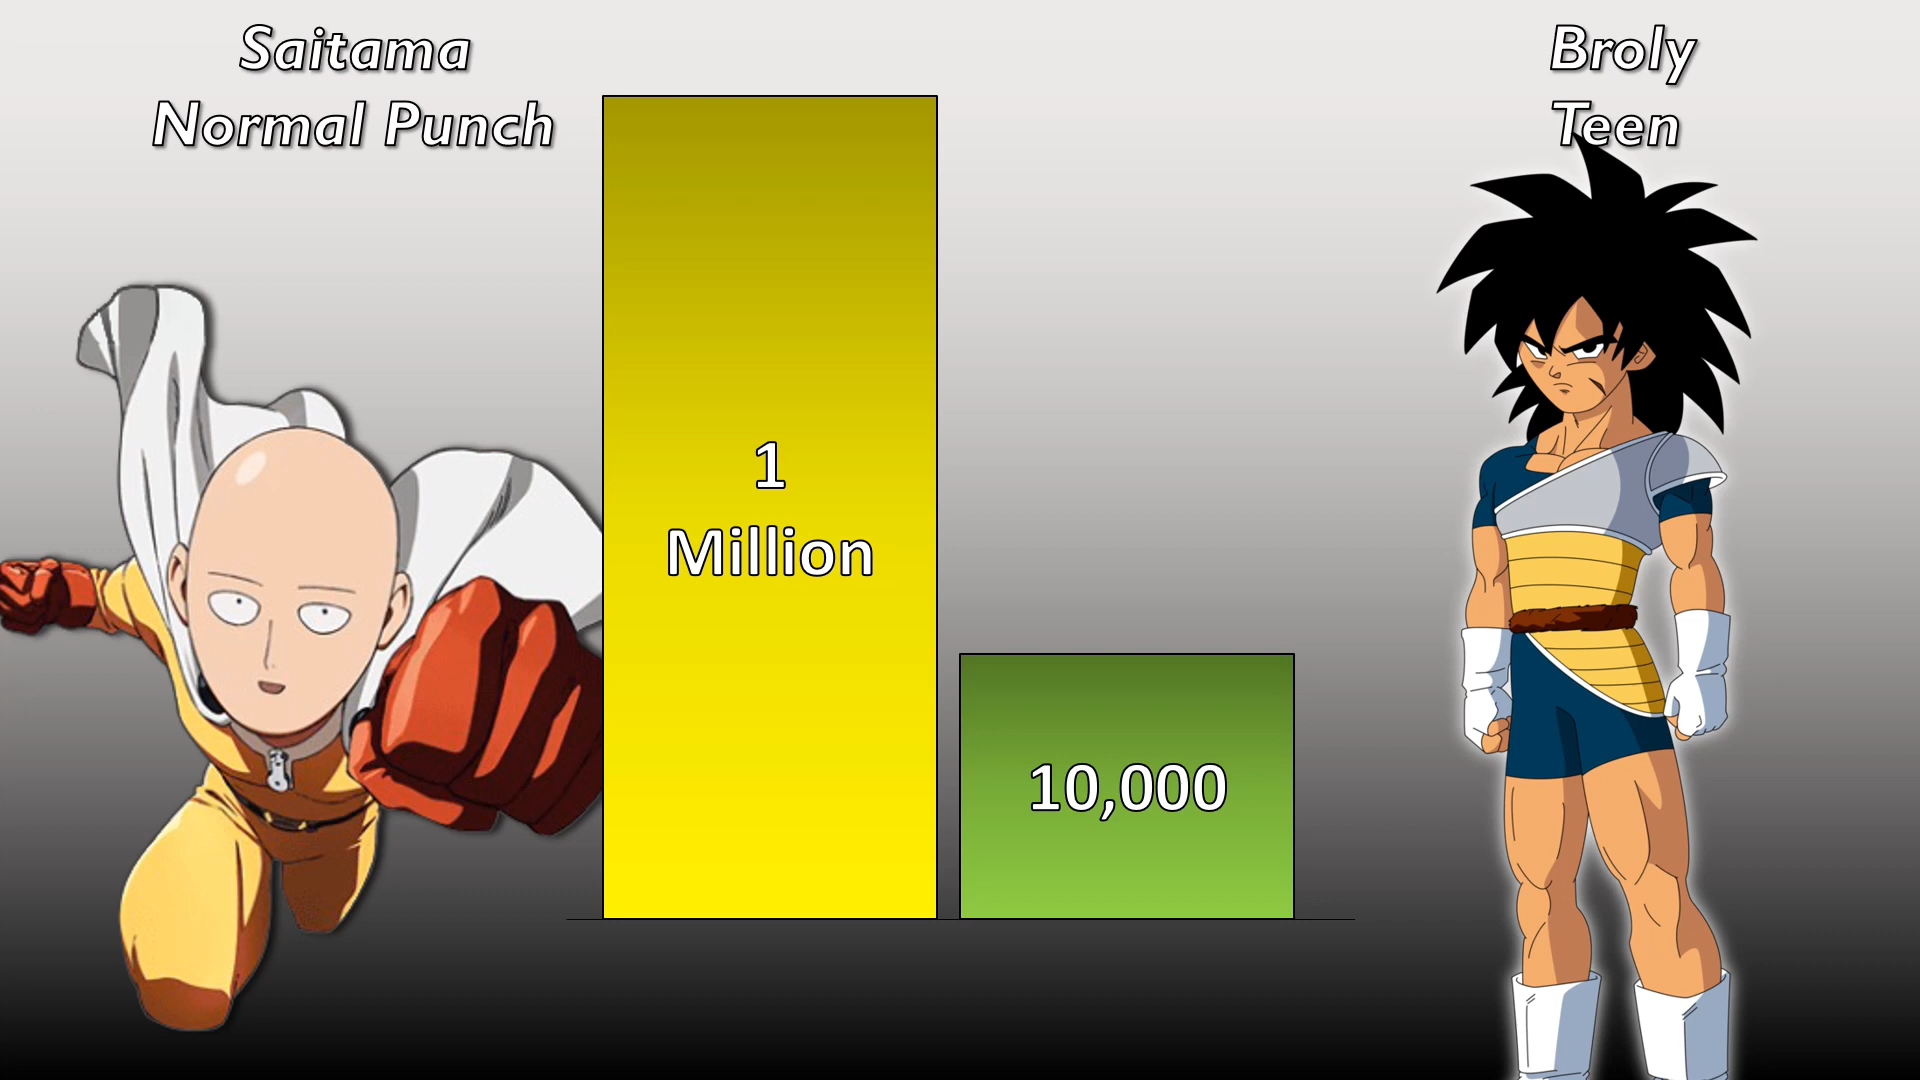 Saitama
Normal Punch
Broly
Teen
1
Million
10,000